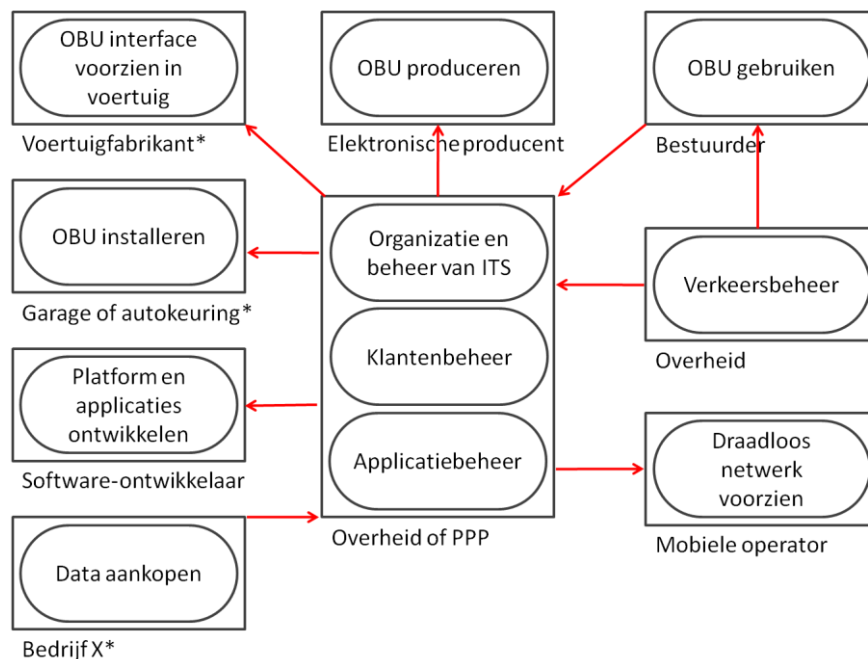 OBU interface
voorzien in
voertuig
Voertuigfabrikant*
OBU produceren
Elektronische producent
OBU gebruiken
Bestuurder
OBU installeren
Garage of autokeuring*
Organizatie en
beheer van ITS
Klantenbeheer
Applicatiebeheer
Overheid of PPP
Verkeersbeheer
Overheid
Platform en
applicaties
ontwikkelen
Software-ontwikkelaar
Draadloos
netwerk
voorzien
Mobiele operator
Data aankopen
Bedrijf X*